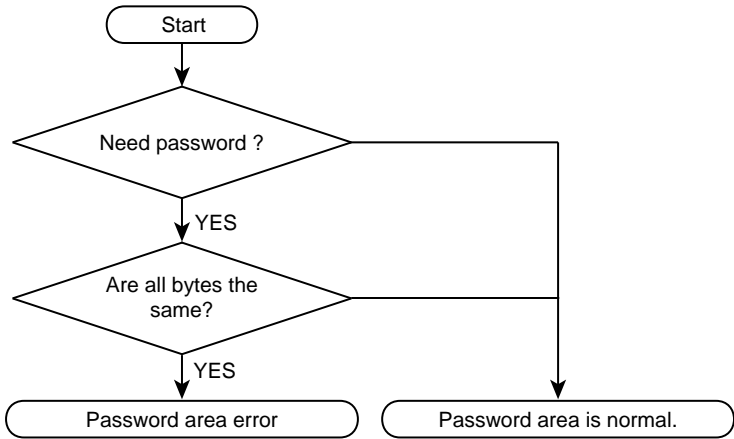 Start
Need password ?
YES
Are all bytes the
same?
YES
Password area error
Password area is normal.